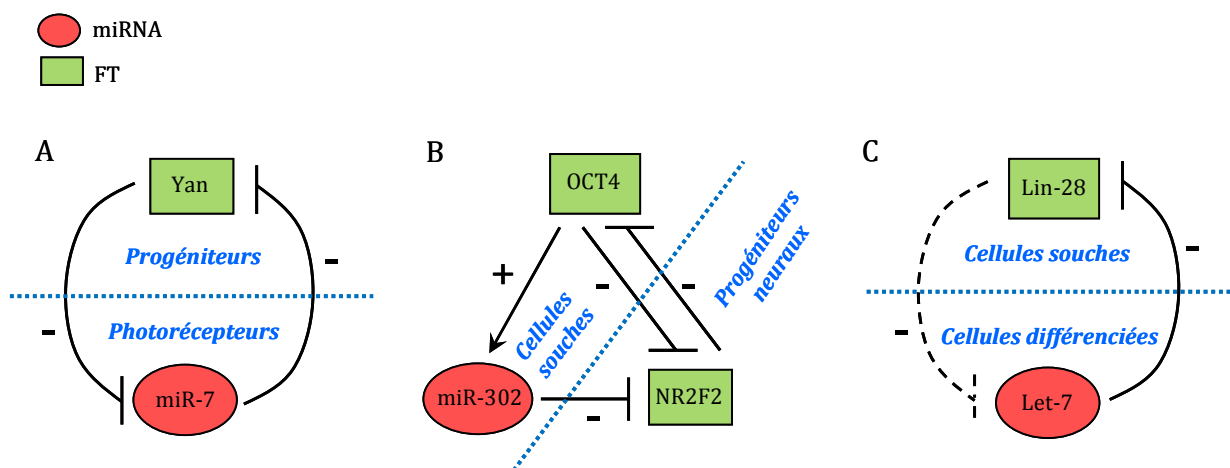 miRNA
FT
A
Yan
Progéniteurs
-
-
Photorécepteurs
miR-7
B
OCT4
+
-
-
Cellules
souches
Progéniteurs
neuraux
miR-302
-
NR2F2
C
Lin-28
Cellules souches
-
-
Cellules différenciées
Let-7